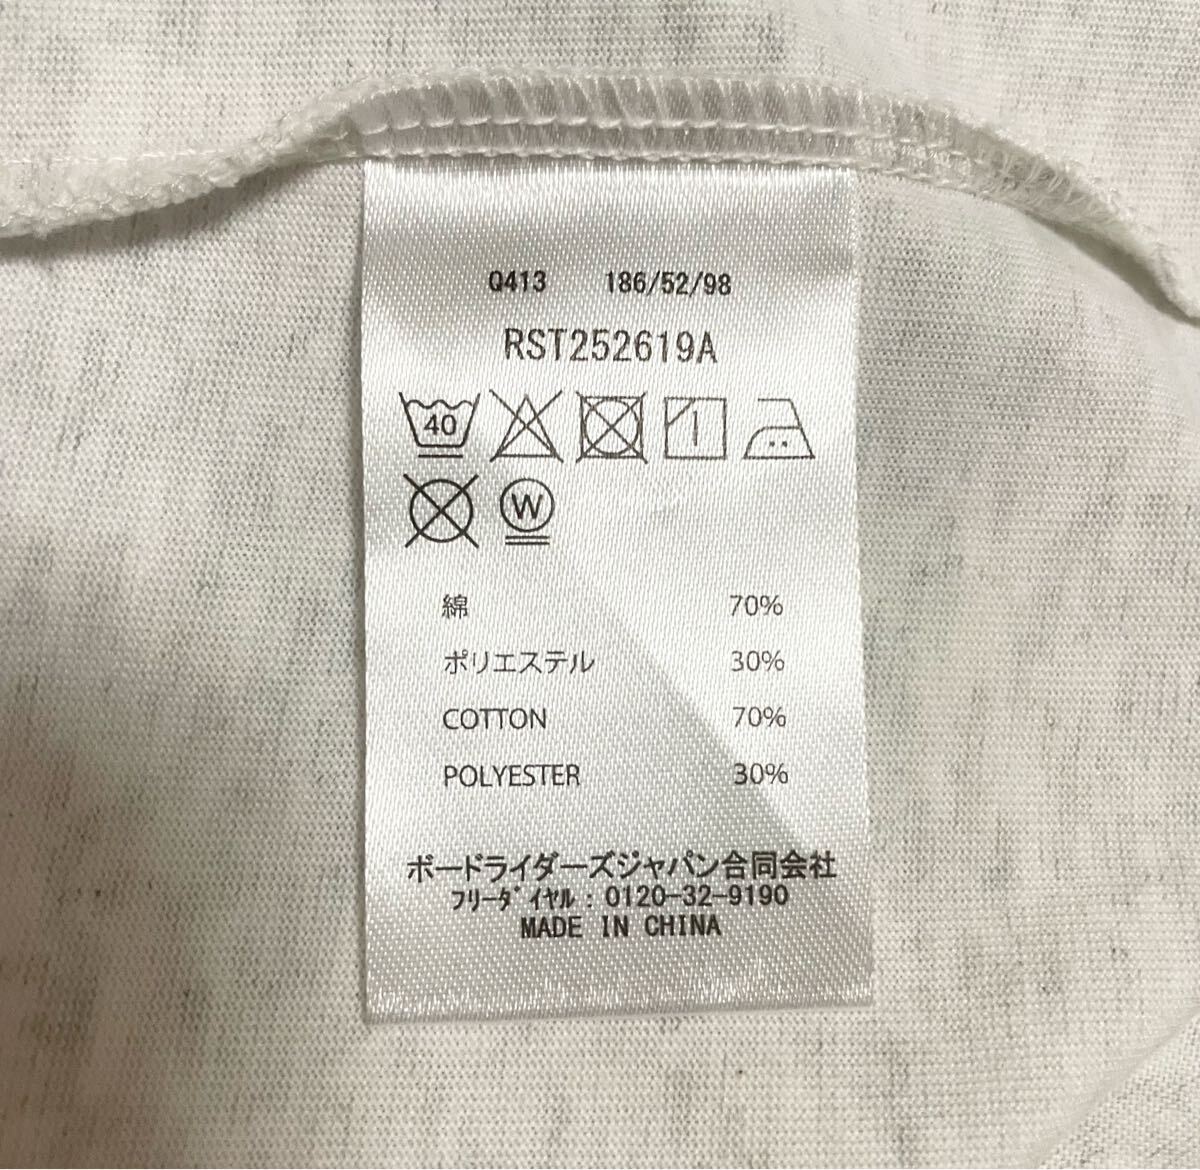 Q413 186/52/98
RST252619A
40
W
綿 70%
ポリエステル 30%
COTTON 70%
POLYESTER 30%
ボードライダーズジャパン合同会社
フリーダイヤル：0120-32-9190
MADE IN CHINA